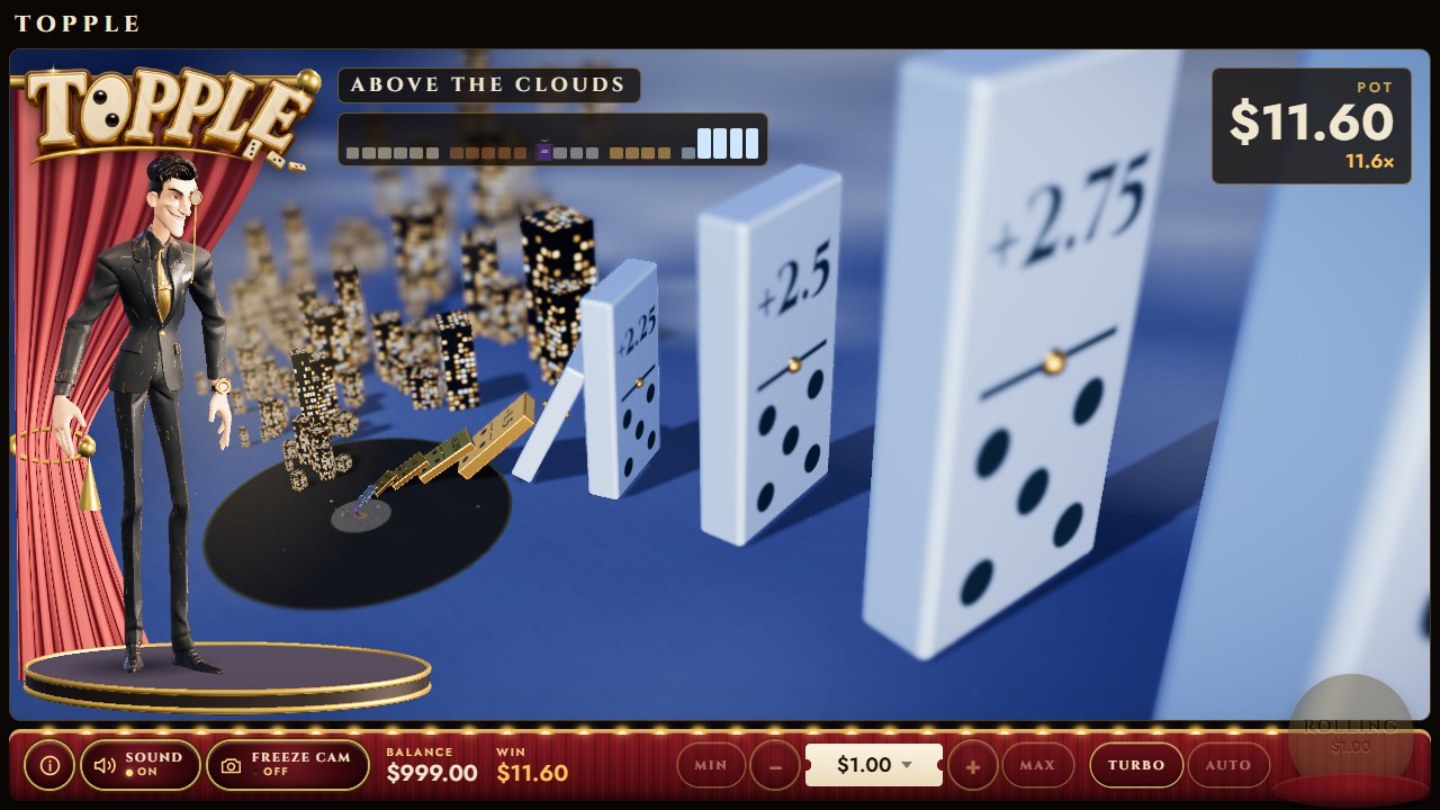 TOPPLE
TOPPLE
ABOVE THE CLOUDS
POT
$11.60
11.6×
+2.25
+2.5
+2.75
SOUND
ON
FREEZE CAM
OFF
BALANCE
$999.00
WIN
$11.60
MIN
−
$1.00
+
MAX
TURBO
AUTO
ROLLING
$1.00